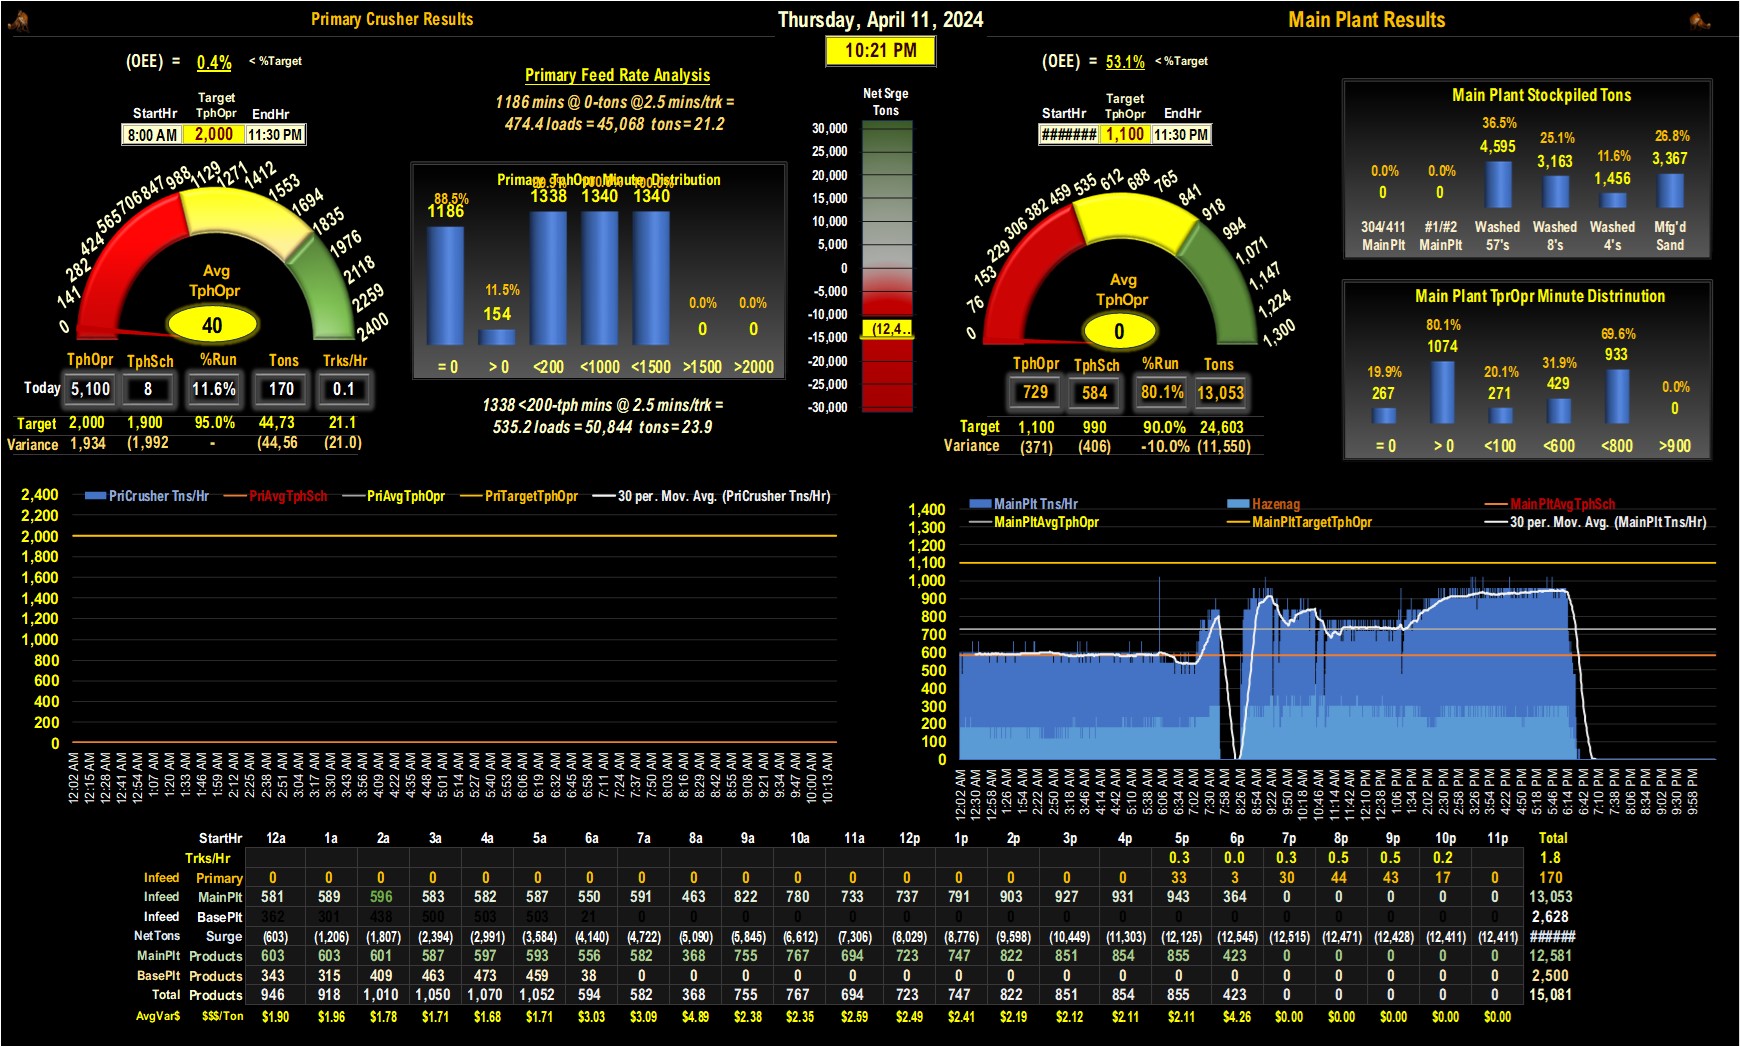 Primary Crusher Results
Thursday, April 11, 2024
Main Plant Results
10:21 PM
(OEE) = 0.4% < %Target
Target
StartHr TphOpr EndHr
8:00 AM 2,000 11:30 PM
Primary Feed Rate Analysis
1186 mins @ 0-tons @2.5 mins/trk =
474.4 loads = 45,068 tons = 21.2
0 141 282 424 565 706 847 988 1129 1271 1412 1553 1694 1835 1976 2118 2259 2400
Avg
TphOpr
40
TphOpr TphSch %Run Tons Trks/Hr
Today 5,100 8 11.6% 170 0.1
Target 2,000 1,900 95.0% 44,73 21.1
Variance 1,934 (1,992 - (44,56 (21.0)
Primary TphOpr Minute Distribution
88.5% 11.5% 0.0% 0.0%
1186 154 1338 1340 1340 0 0
= 0 > 0 <200 <1000 <1500 >1500 >2000
1338 <200-tph mins @ 2.5 mins/trk =
535.2 loads = 50,844 tons = 23.9
Net Srge
Tons
30,000
25,000
20,000
15,000
10,000
5,000
0
-5,000
-10,000
-15,000
-20,000
-25,000
-30,000
(12,4..
(OEE) = 53.1% < %Target
Target
StartHr TphOpr EndHr
####### 1,100 11:30 PM
0 76 153 229 306 382 459 535 612 688 765 841 918 994 1,071 1,147 1,224 1,300
Avg
TphOpr
0
TphOpr TphSch %Run Tons
729 584 80.1% 13,053
Target 1,100 990 90.0% 24,603
Variance (371) (406) -10.0% (11,550)
Main Plant Stockpiled Tons
0.0% 0.0% 36.5% 25.1% 11.6% 26.8%
0 0 4,595 3,163 1,456 3,367
304/411 #1/#2 Washed Washed Washed Mfg'd
MainPlt MainPlt 57's 8's 4's Sand
Main Plant TprOpr Minute Distrinution
19.9% 80.1% 20.1% 31.9% 69.6% 0.0%
267 1074 271 429 933 0
= 0 > 0 <100 <600 <800 >900
PriCrusher Tns/Hr PriAvgTphSch PriAvgTphOpr PriTargetTphOpr 30 per. Mov. Avg. (PriCrusher Tns/Hr)
2,400
2,200
2,000
1,800
1,600
1,400
1,200
1,000
800
600
400
200
0
12:02 AM 12:15 AM 12:28 AM 12:41 AM 12:54 AM 1:07 AM 1:20 AM 1:33 AM 1:46 AM 1:59 AM 2:12 AM 2:25 AM 2:38 AM 2:51 AM 3:04 AM 3:17 AM 3:30 AM 3:43 AM 3:56 AM 4:09 AM 4:22 AM 4:35 AM 4:48 AM 5:01 AM 5:14 AM 5:27 AM 5:40 AM 5:53 AM 6:06 AM 6:19 AM 6:32 AM 6:45 AM 6:58 AM 7:11 AM 7:24 AM 7:37 AM 7:50 AM 8:03 AM 8:16 AM 8:29 AM 8:42 AM 8:55 AM 9:08 AM 9:21 AM 9:34 AM 9:47 AM 10:00 AM 10:13 AM
MainPlt Tns/Hr Hazenag MainPltAvgTphSch
MainPltAvgTphOpr MainPltTargetTphOpr 30 per. Mov. Avg. (MainPlt Tns/Hr)
1,400
1,300
1,200
1,100
1,000
900
800
700
600
500
400
300
200
100
0
12:02 AM 12:30 AM 12:58 AM 1:26 AM 1:54 AM 2:22 AM 2:50 AM 3:18 AM 3:46 AM 4:14 AM 4:42 AM 5:10 AM 5:38 AM 6:06 AM 6:34 AM 7:02 AM 7:30 AM 7:58 AM 8:26 AM 8:54 AM 9:22 AM 9:50 AM 10:18 AM 10:46 AM 11:14 AM 11:42 AM 12:10 PM 12:38 PM 1:06 PM 1:34 PM 2:02 PM 2:30 PM 2:58 PM 3:26 PM 3:54 PM 4:22 PM 4:50 PM 5:18 PM 5:46 PM 6:14 PM 6:42 PM 7:10 PM 7:38 PM 8:06 PM 8:34 PM 9:02 PM 9:30 PM 9:58 PM
StartHr 12a 1a 2a 3a 4a 5a 6a 7a 8a 9a 10a 11a 12p 1p 2p 3p 4p 5p 6p 7p 8p 9p 10p 11p Total
Trks/Hr 0.3 0.0 0.3 0.5 0.5 0.2 1.8
Infeed Primary 0 0 0 0 0 0 0 0 0 0 0 0 0 0 0 0 0 33 3 30 44 43 17 0 170
Infeed MainPlt 581 589 596 583 582 587 550 591 463 822 780 733 737 791 903 927 931 943 364 0 0 0 0 0 13,053
Infeed BasePlt 362 301 438 500 503 503 21 0 0 0 0 0 0 0 0 0 0 0 0 0 0 0 0 0 2,628
NetTons Surge (603) (1,206) (1,807) (2,394) (2,991) (3,584) (4,140) (4,722) (5,090) (5,845) (6,612) (7,306) (8,029) (8,776) (9,598) (10,449) (11,303) (12,125) (12,545) (12,515) (12,471) (12,428) (12,411) (12,411) ######
MainPlt Products 603 603 601 587 597 593 556 582 368 755 767 694 723 747 822 851 854 855 423 0 0 0 0 0 12,581
BasePlt Products 343 315 409 463 473 459 38 0 0 0 0 0 0 0 0 0 0 0 0 0 0 0 0 0 2,500
Total Products 946 918 1,010 1,050 1,070 1,052 594 582 368 755 767 694 723 747 822 851 854 855 423 0 0 0 0 0 15,081
AvgVar$ $$$/Ton $1.90 $1.96 $1.78 $1.71 $1.68 $1.71 $3.03 $3.09 $4.89 $2.38 $2.35 $2.59 $2.49 $2.41 $2.19 $2.12 $2.11 $2.11 $4.26 $0.00 $0.00 $0.00 $0.00 $0.00